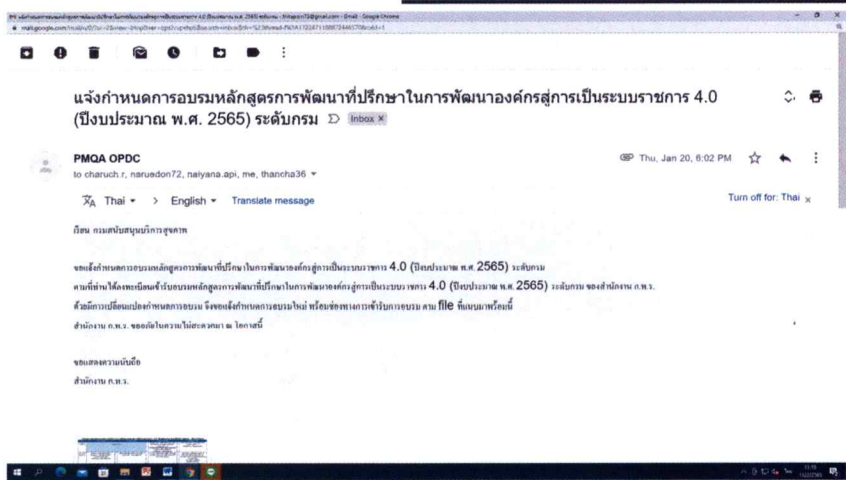 แจ้งกำหนดการอบรมหลักสูตรการพัฒนาที่ปรึกษาในการพัฒนาองค์กรสู่การเป็นระบบราชการ 4.0
(ปีงบประมาณ พ.ศ. 2565) ระดับกรม Inbox x
PMQA OPDC
Thu, Jan 20, 6:02 PM
to charuch.r, naruedon72, naiyana.api, me, thancha36
Thai > English Translate message
Turn off for: Thai x
เรียน กรมสนับสนุนบริการสุขภาพ
ขอแจ้งกำหนดการอบรมหลักสูตรการพัฒนาที่ปรึกษาในการพัฒนาองค์กรสู่การเป็นระบบราชการ 4.0 (ปีงบประมาณ พ.ศ. 2565) ระดับกรม
ตามที่ท่านได้ลงทะเบียนเข้ารับอบรมหลักสูตรการพัฒนาที่ปรึกษาในการพัฒนาองค์กรสู่การเป็นระบบราชการ 4.0 (ปีงบประมาณ พ.ศ. 2565) ระดับกรม ของสำนักงาน ก.พ.ร.
ด้วยมีการเปลี่ยนแปลงกำหนดการอบรม จึงขอแจ้งกำหนดการอบรมใหม่ พร้อมช่องทางการเข้ารับการอบรม ตาม file ที่แนบมาพร้อมนี้
สำนักงาน ก.พ.ร. ขออภัยในความไม่สะดวกมา ณ โอกาสนี้
ขอแสดงความนับถือ
สำนักงาน ก.พ.ร.